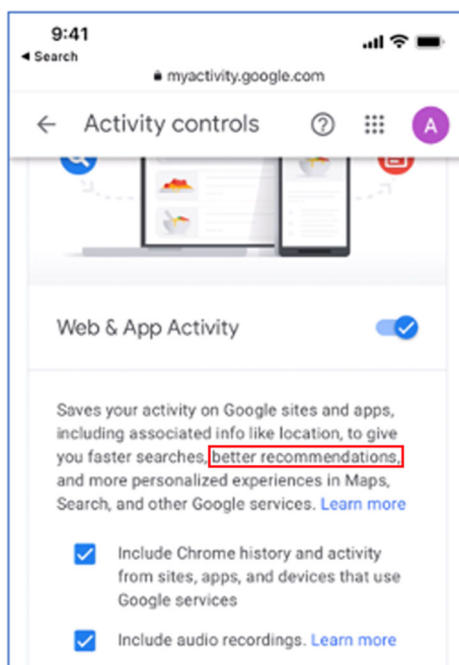 9:41
Search
myactivity.google.com
Activity controls
A
Web & App Activity
Saves your activity on Google sites and apps,
including associated info like location, to give
you faster searches, better recommendations,
and more personalized experiences in Maps,
Search, and other Google services. Learn more
Include Chrome history and activity
from sites, apps, and devices that use
Google services
Include audio recordings. Learn more